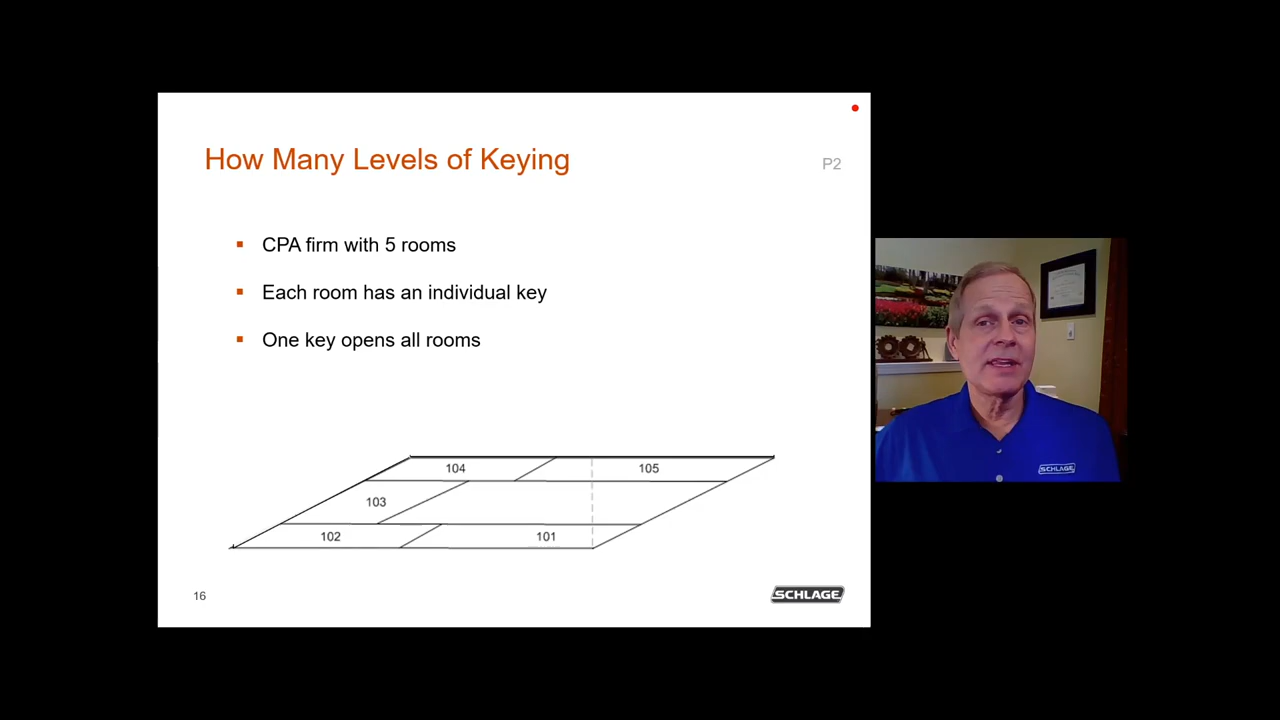 How Many Levels of Keying
P2
CPA firm with 5 rooms
Each room has an individual key
One key opens all rooms
104
105
103
102
101
16
SCHLAGE
SCHLAGE